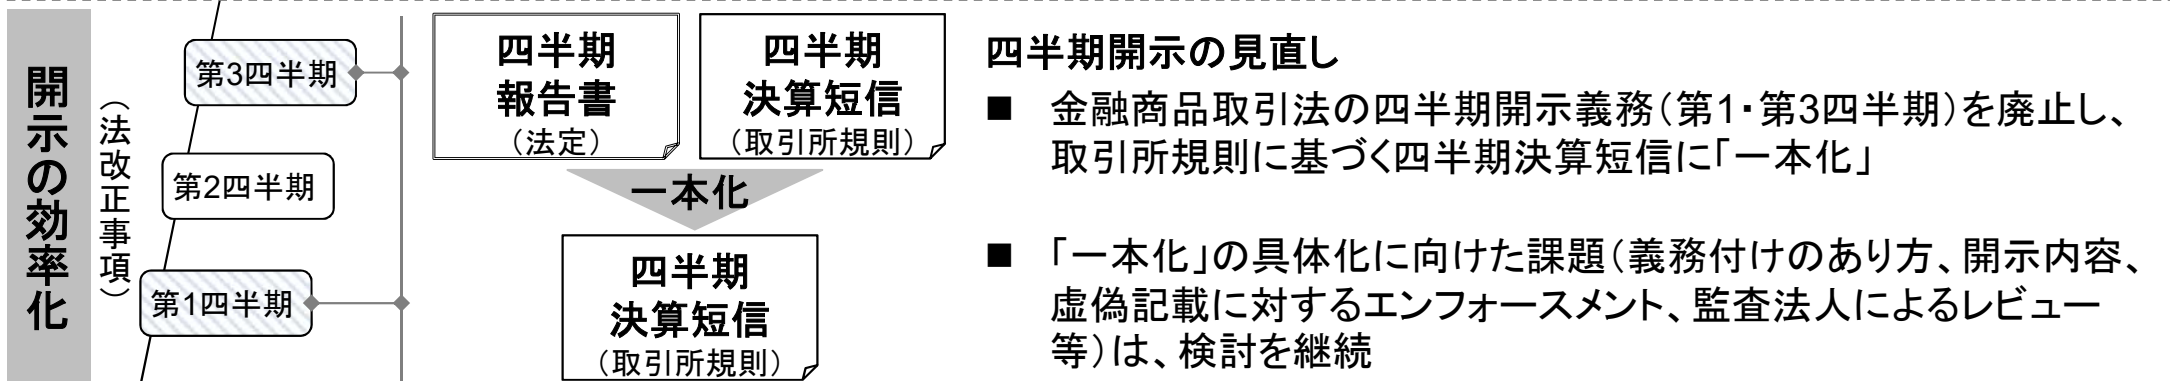 開示の効率化
（法改正事項）
第3四半期
第2四半期
第1四半期
四半期
報告書
（法定）
四半期
決算短信
（取引所規則）
一本化
四半期
決算短信
（取引所規則）
四半期開示の見直し
■ 金融商品取引法の四半期開示義務（第1・第3四半期）を廃止し、
取引所規則に基づく四半期決算短信に「一本化」
■ 「一本化」の具体化に向けた課題（義務付けのあり方、開示内容、
虚偽記載に対するエンフォースメント、監査法人によるレビュー
等）は、検討を継続